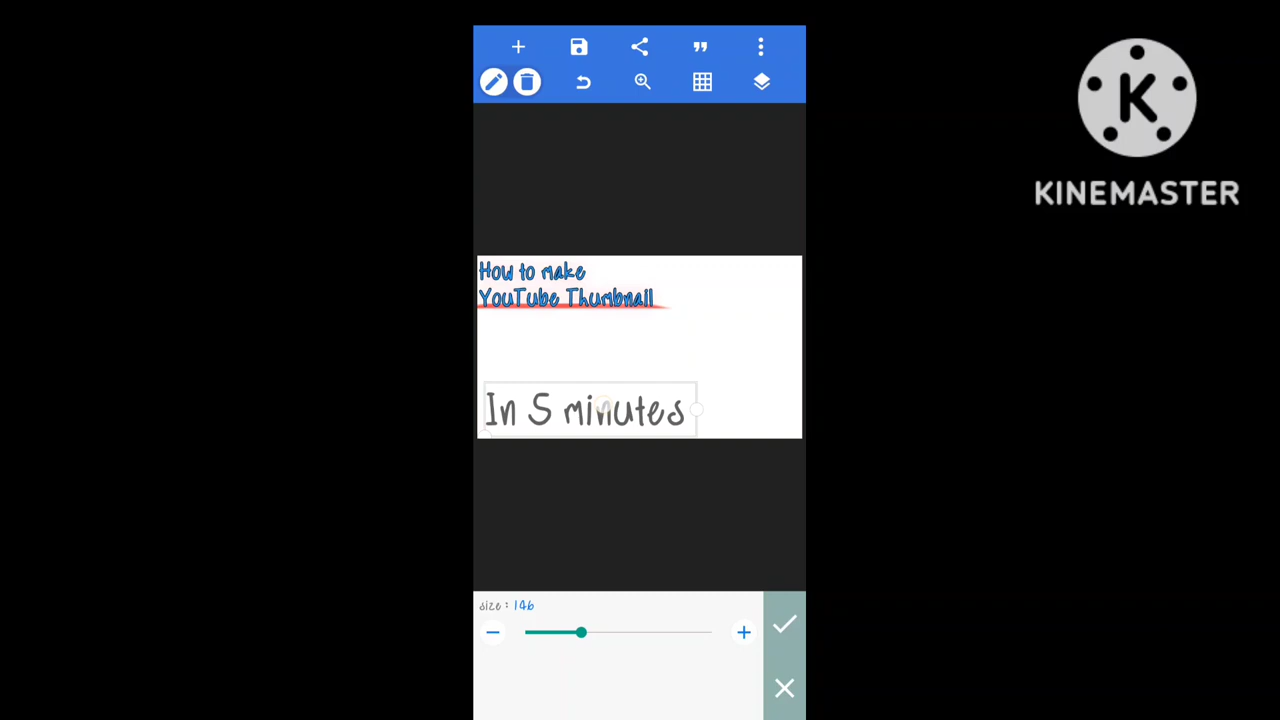 KINEMASTER
How to make
YouTube Thumbnail
In 5 minutes
size : 146